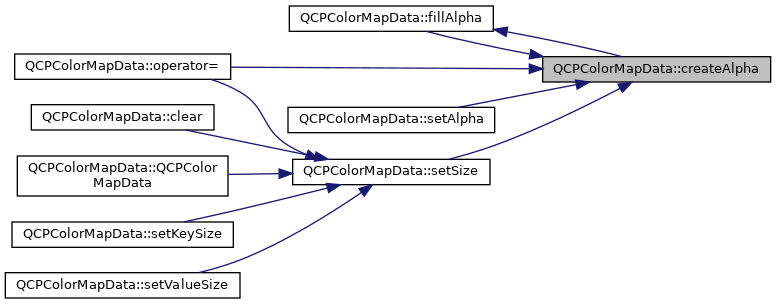 QCPColorMapData::fillAlpha
QCPColorMapData::operator=
QCPColorMapData::createAlpha
QCPColorMapData::clear
QCPColorMapData::setAlpha
QCPColorMapData::QCPColor
MapData
QCPColorMapData::setSize
QCPColorMapData::setKeySize
QCPColorMapData::setValueSize